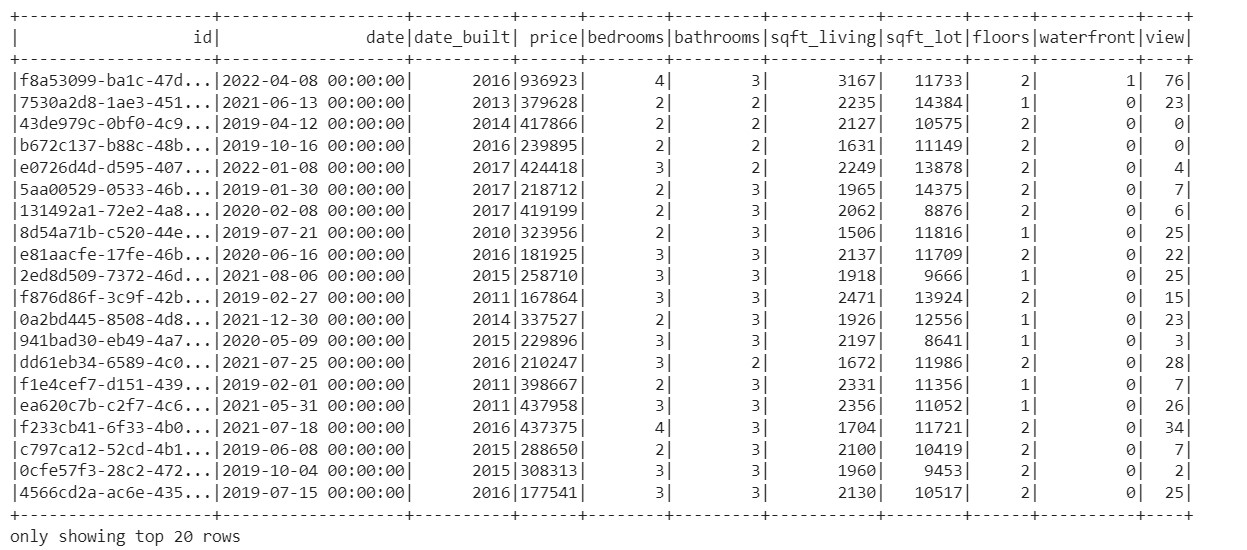 +--------------------+-------------------+----------+------+--------+---------+-----------+--------+------+----------+----+
|                  id|               date|date_built| price|bedrooms|bathrooms|sqft_living|sqft_lot|floors|waterfront|view|
+--------------------+-------------------+----------+------+--------+---------+-----------+--------+------+----------+----+
|f8a53099-ba1c-47d...|2022-04-08 00:00:00|      2016|936923|       4|        3|       3167|   11733|     2|         1|  76|
|7530a2d8-1ae3-451...|2021-06-13 00:00:00|      2013|379628|       2|        2|       2235|   14384|     1|         0|  23|
|43de979c-0bf0-4c9...|2019-04-12 00:00:00|      2014|417866|       2|        2|       2127|   10575|     2|         0|   0|
|b672c137-b88c-48b...|2019-10-16 00:00:00|      2016|239895|       2|        2|       1631|   11149|     2|         0|   0|
|e0726d4d-d595-407...|2022-01-08 00:00:00|      2017|424418|       3|        2|       2249|   13878|     2|         0|   4|
|5aa00529-0533-46b...|2019-01-30 00:00:00|      2017|218712|       2|        3|       1965|   14375|     2|         0|   7|
|131492a1-72e2-4a8...|2020-02-08 00:00:00|      2017|419199|       2|        3|       2062|    8876|     2|         0|   6|
|8d54a71b-c520-44e...|2019-07-21 00:00:00|      2010|323956|       2|        3|       1506|   11816|     1|         0|  25|
|e81aacfe-17fe-46b...|2020-06-16 00:00:00|      2016|181925|       3|        3|       2137|   11709|     2|         0|  22|
|2ed8d509-7372-46d...|2021-08-06 00:00:00|      2015|258710|       3|        3|       1918|    9666|     1|         0|  25|
|f876d86f-3c9f-42b...|2019-02-27 00:00:00|      2011|167864|       3|        3|       2471|   13924|     2|         0|  15|
|0a2bd445-8508-4d8...|2021-12-30 00:00:00|      2014|337527|       2|        3|       1926|   12556|     1|         0|  23|
|941bad30-eb49-4a7...|2020-05-09 00:00:00|      2015|229896|       3|        3|       2197|    8641|     1|         0|   3|
|dd61eb34-6589-4c0...|2021-07-25 00:00:00|      2016|210247|       3|        2|       1672|   11986|     2|         0|  28|
|f1e4cef7-d151-439...|2019-02-01 00:00:00|      2011|398667|       2|        3|       2331|   11356|     1|         0|   7|
|ea620c7b-c2f7-4c6...|2021-05-31 00:00:00|      2011|437958|       3|        3|       2356|   11052|     1|         0|  26|
|f233cb41-6f33-4b0...|2021-07-18 00:00:00|      2016|437375|       4|        3|       1704|   11721|     2|         0|  34|
|c797ca12-52cd-4b1...|2019-06-08 00:00:00|      2015|288650|       2|        3|       2100|   10419|     2|         0|   7|
|0cfe57f3-28c2-472...|2019-10-04 00:00:00|      2015|308313|       3|        3|       1960|    9453|     2|         0|   2|
|4566cd2a-ac6e-435...|2019-07-15 00:00:00|      2016|177541|       3|        3|       2130|   10517|     2|         0|  25|
+--------------------+-------------------+----------+------+--------+---------+-----------+--------+------+----------+----+
only showing top 20 rows